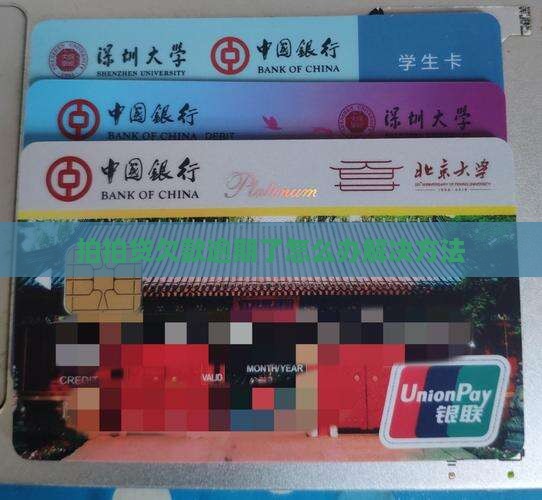 深圳大学
SHENZHEN UNIVERSITY
中国銀行
BANK OF CHINA
学生卡
中国銀行
BANK OF CHINA DEBIT
深圳大学
中国銀行
BANK OF CHINA
Platinum
北京大学
拍拍贷欠款逾期了怎么办解决方法
CREDIT
VALID
MONTH/YEAR
UnionPay
银联